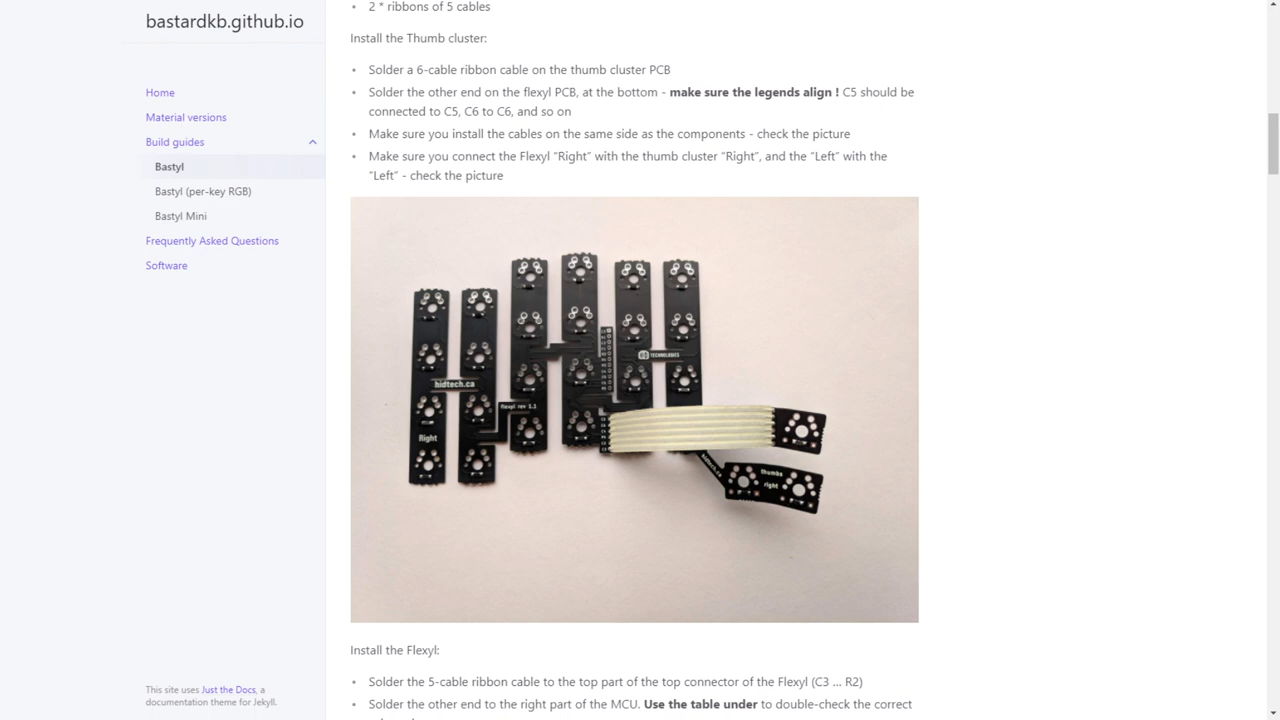 bastardkb.github.io
Home
Material versions
Build guides
Bastyl
Bastyl (per-key RGB)
Bastyl Mini
Frequently Asked Questions
Software
This site uses Just the Docs, a
documentation theme for Jekyll.
• 2 * ribbons of 5 cables
Install the Thumb cluster:
• Solder a 6-cable ribbon cable on the thumb cluster PCB
• Solder the other end on the flexyl PCB, at the bottom - make sure the legends align ! C5 should be
connected to C5, C6 to C6, and so on
• Make sure you install the cables on the same side as the components - check the picture
• Make sure you connect the Flexyl “Right” with the thumb cluster “Right”, and the “Left” with the
“Left” - check the picture
TECHNOLOGIES
hidtech.ca
flexyl rev 1.1
Right
hidtech.ca
thumbs
right
Install the Flexyl:
• Solder the 5-cable ribbon cable to the top part of the top connector of the Flexyl (C3 … R2)
• Solder the other end to the right part of the MCU. Use the table under to double-check the correct